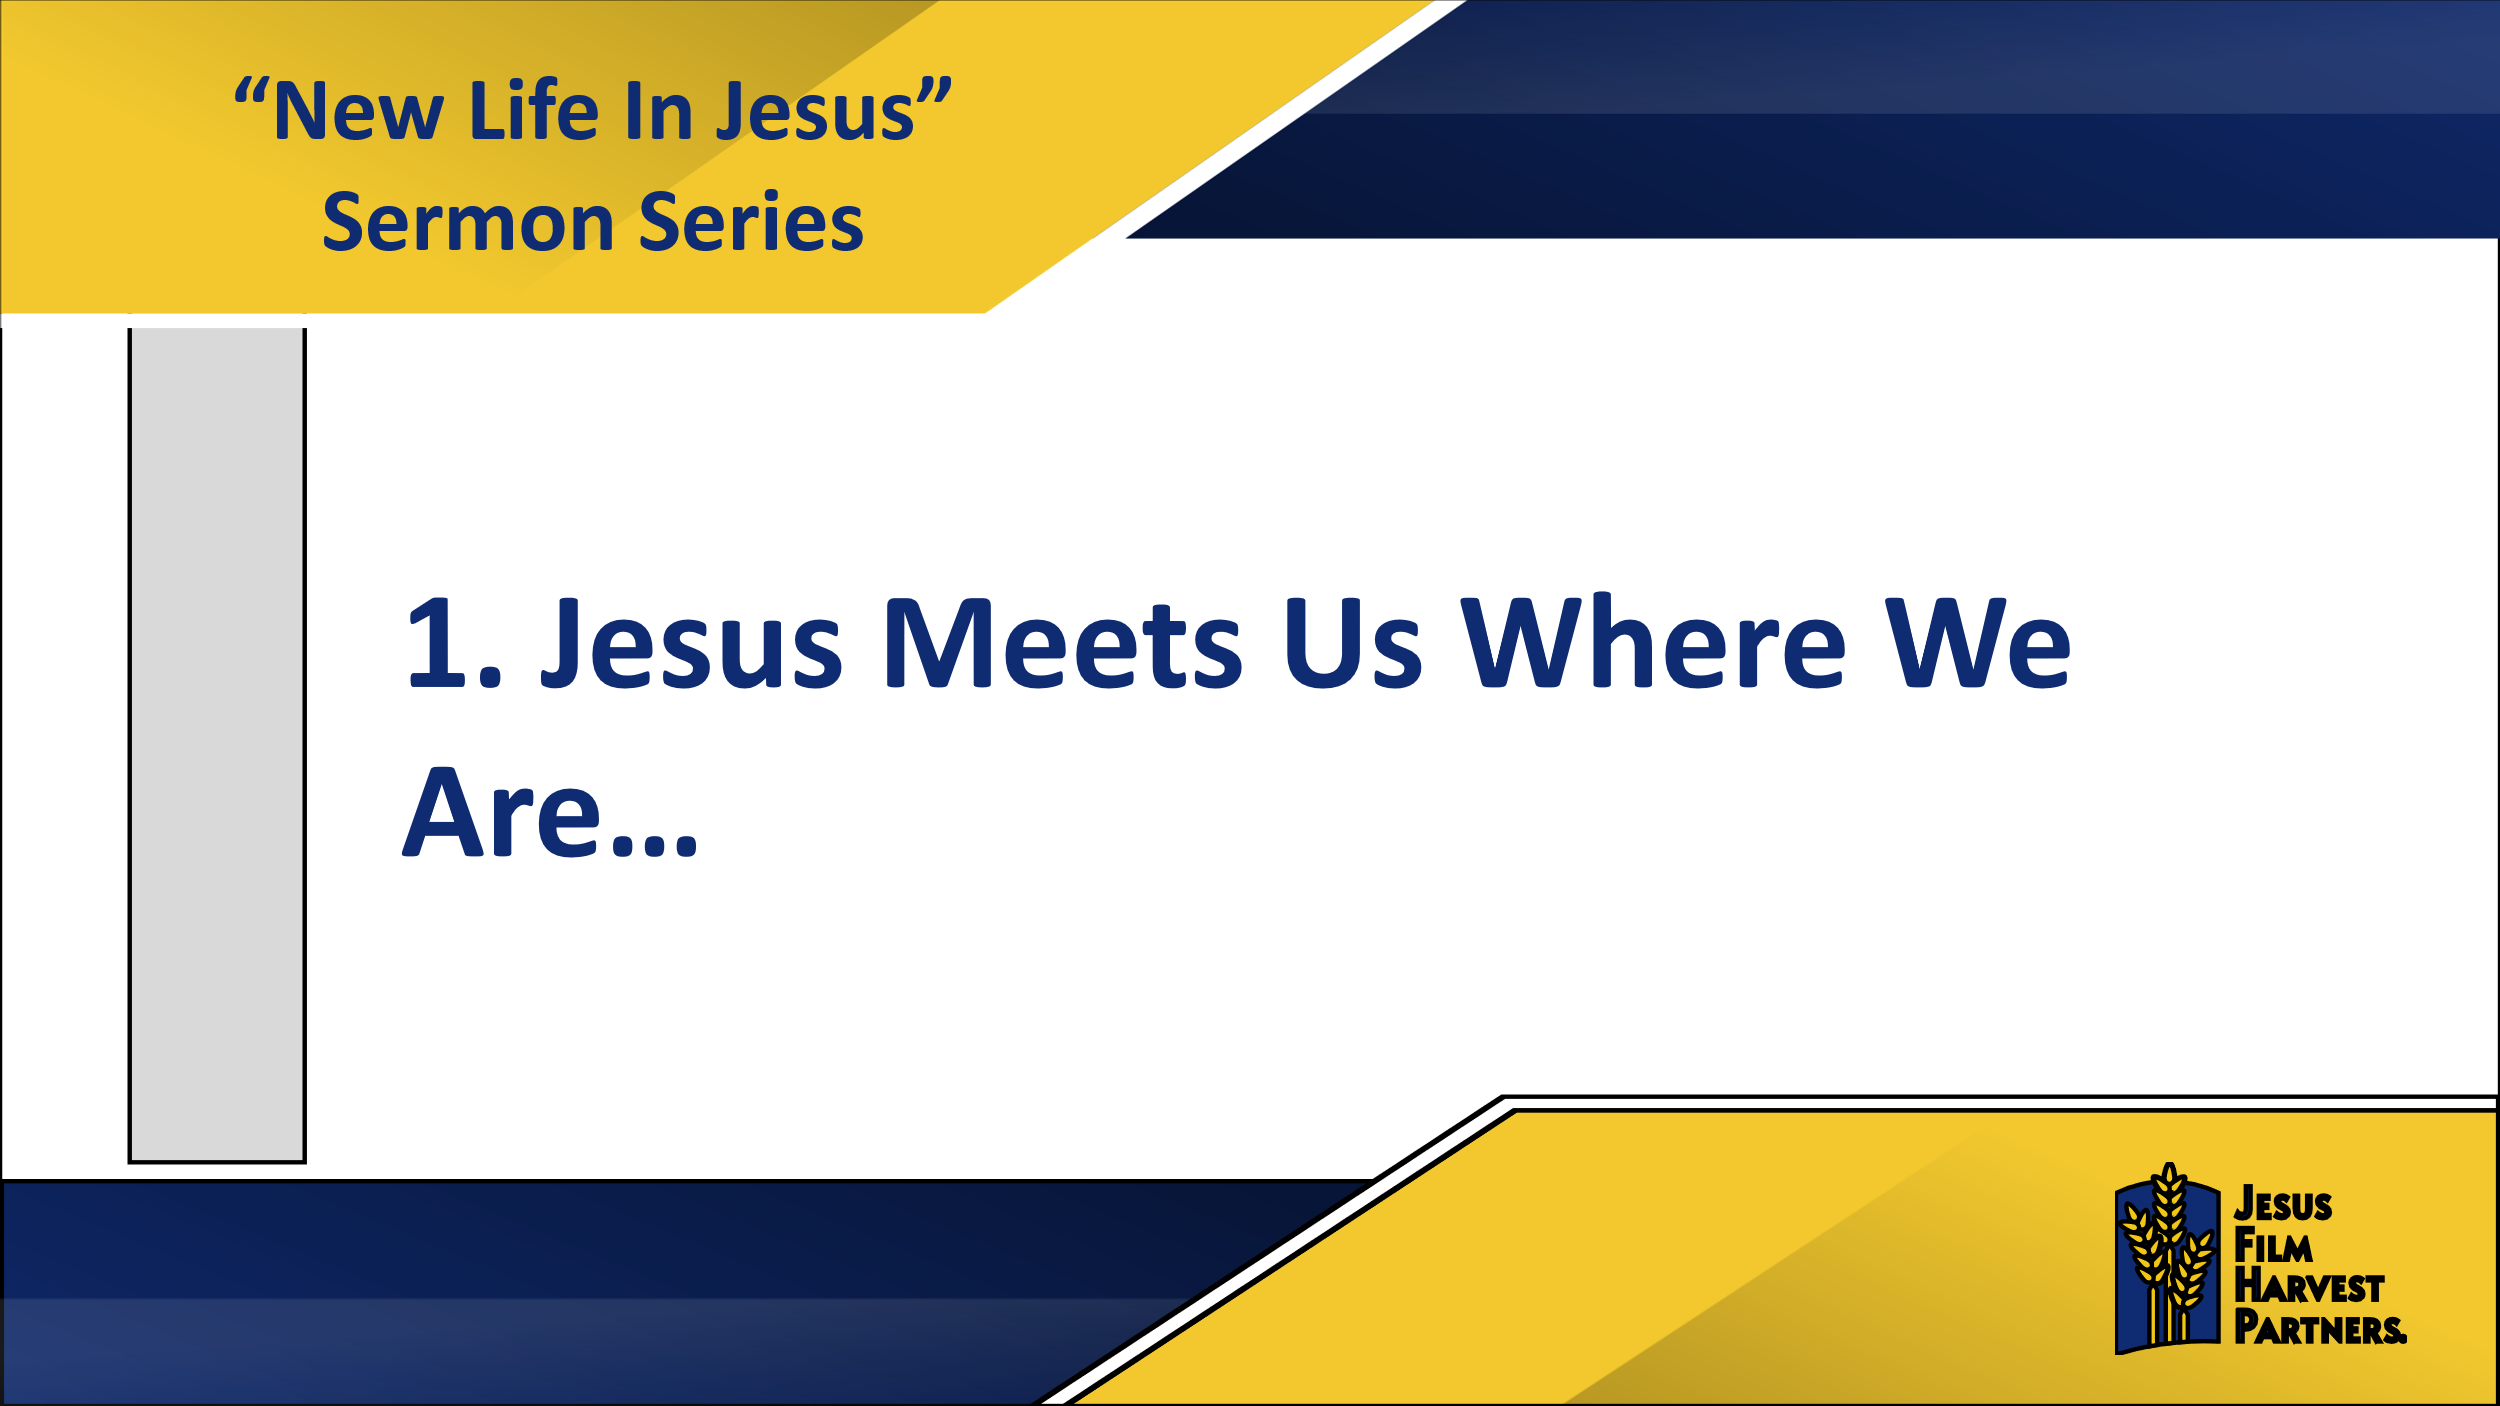 “New Life In Jesus”
Sermon Series
1. Jesus Meets Us Where We
Are...
JESUS
FILM
HARVEST
PARTNERS